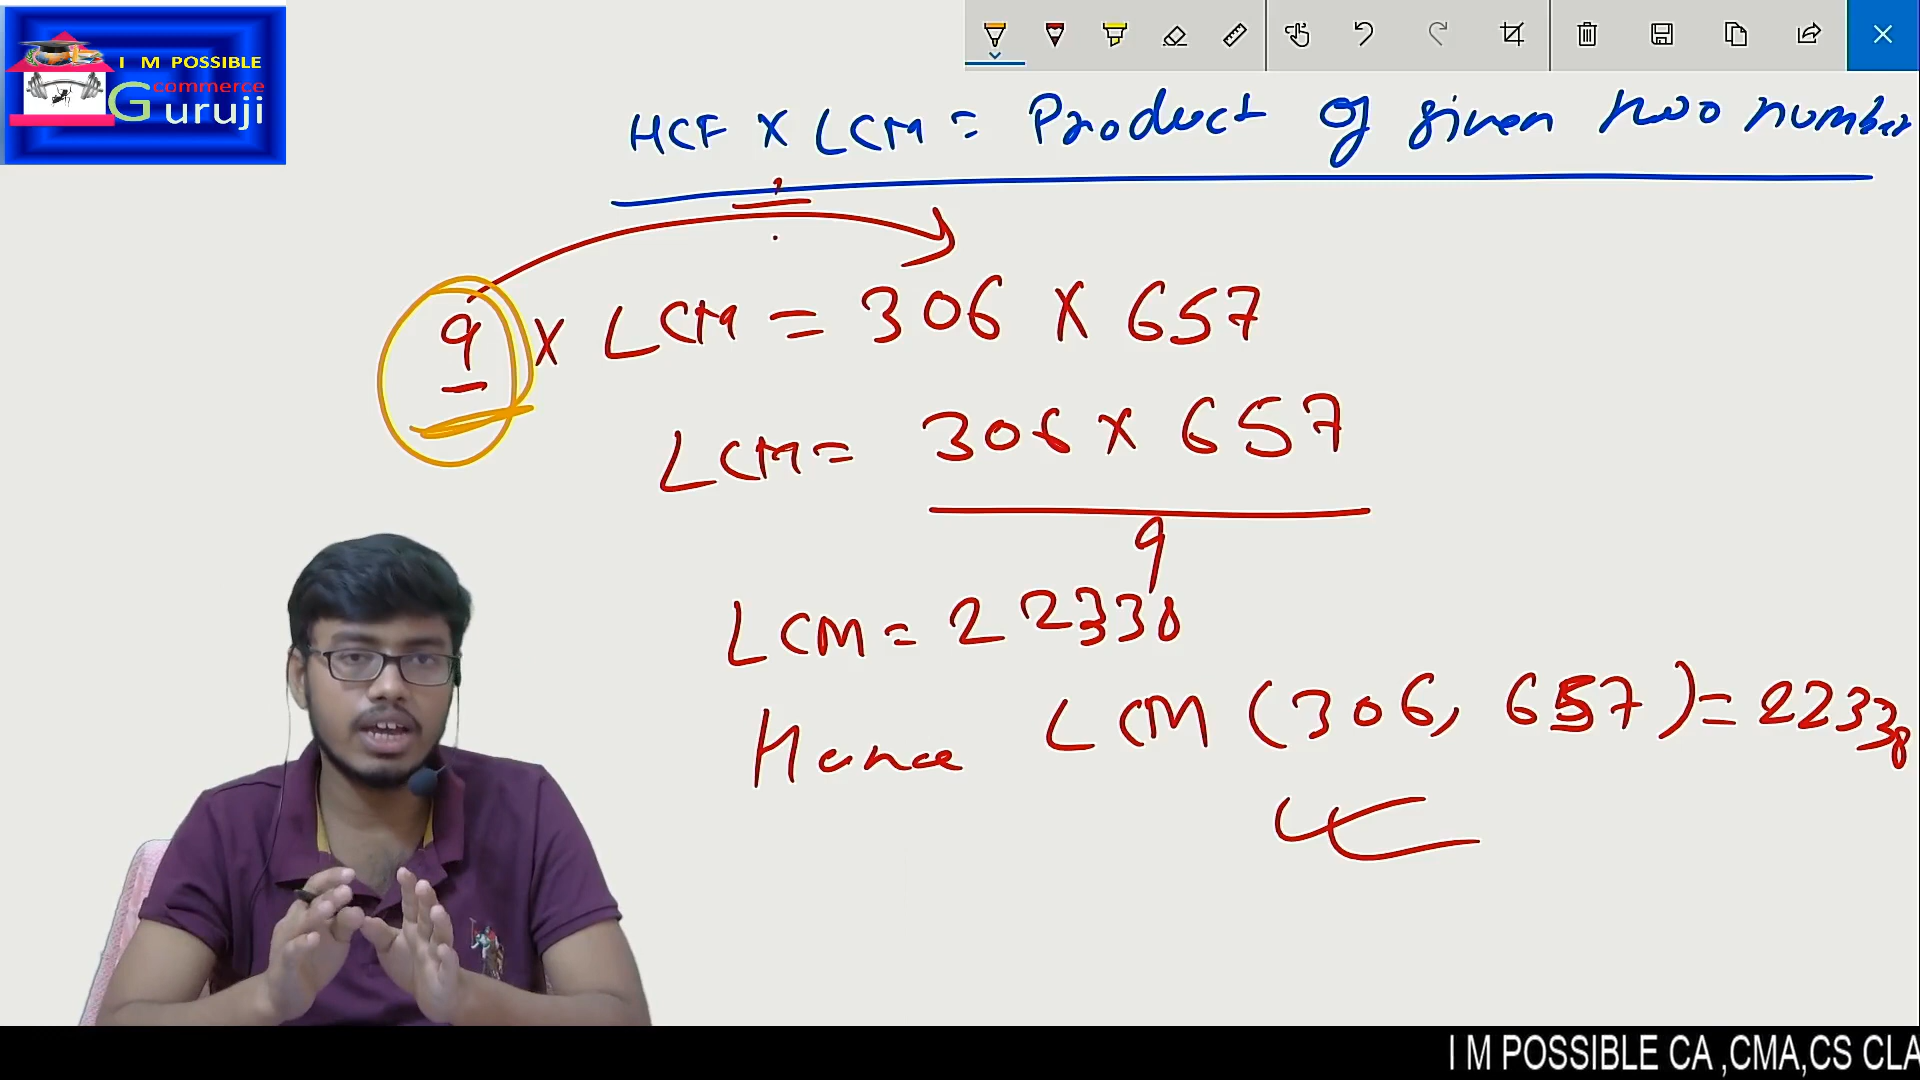 I M POSSIBLE
commerce
Guruji
HCF X LCM = Product of given two number
9 X LCM = 306 X 657
LCM = 306 X 657
9
LCM = 22338
Hence LCM (306, 657) = 22338
I M POSSIBLE CA ,CMA,CS CLA